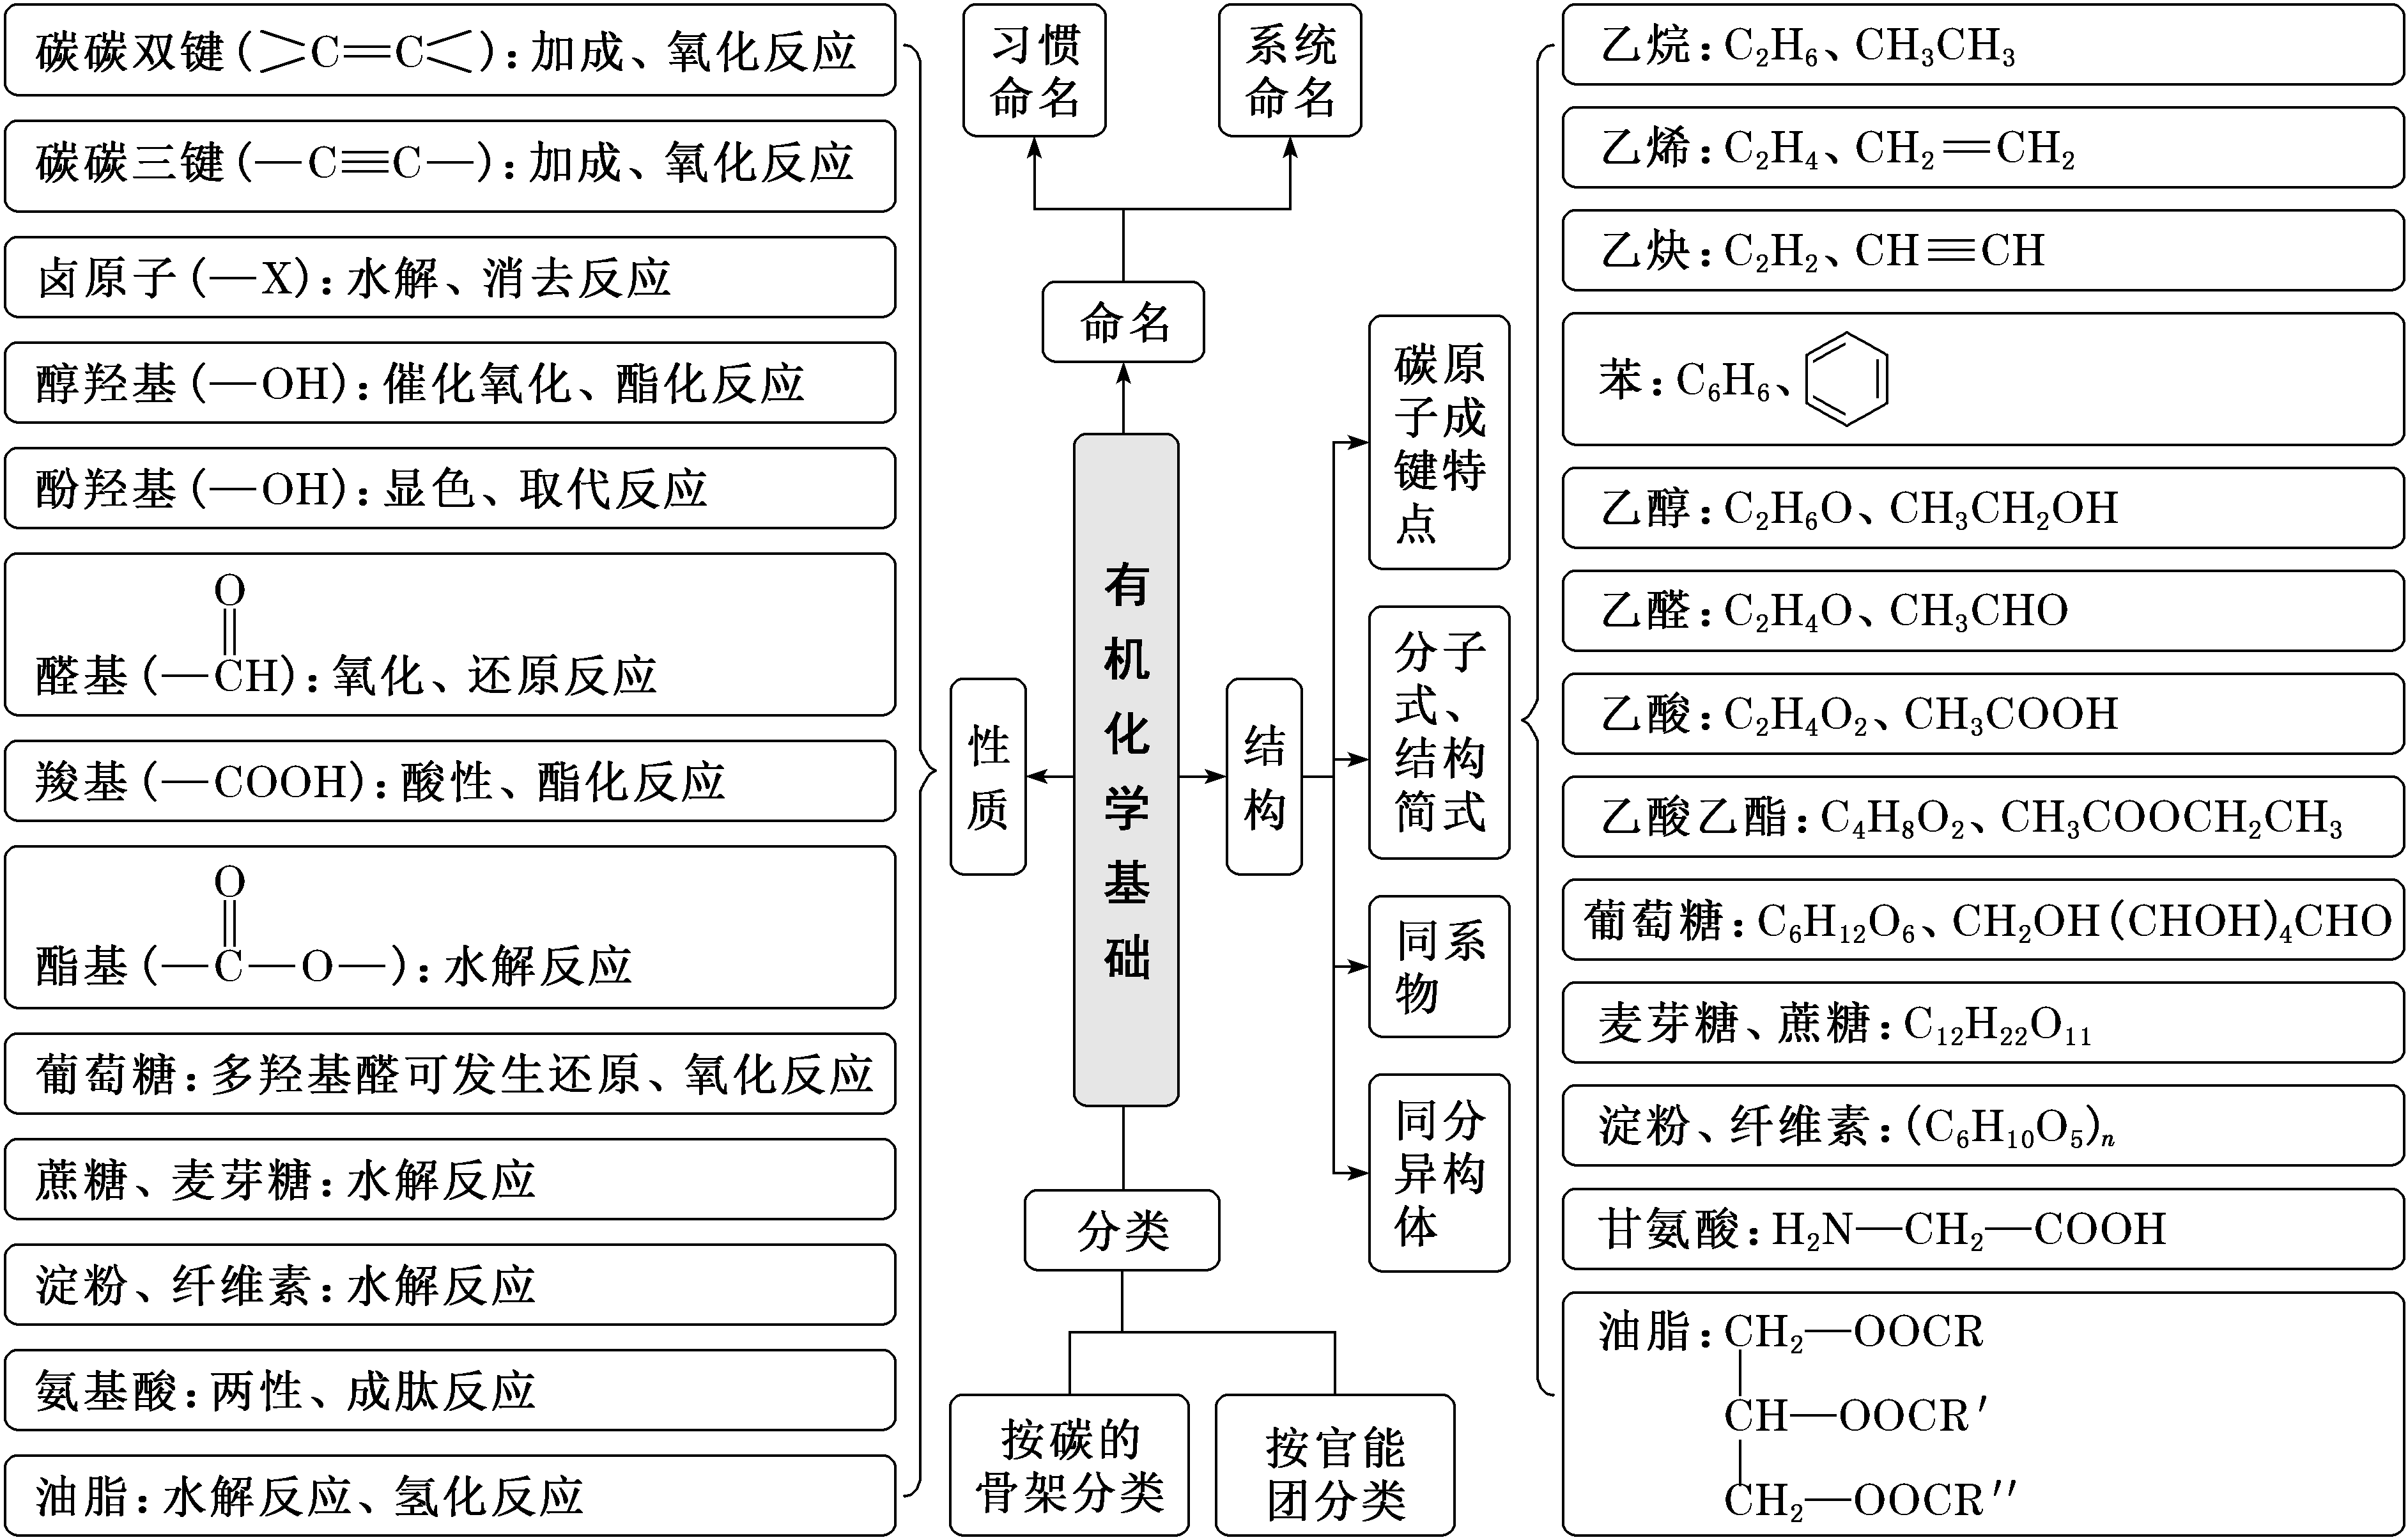 碳碳双键(>C=C<):加成、氧化反应
碳碳三键(—C≡C—):加成、氧化反应
卤原子(—X):水解、消去反应
醇羟基(—OH):催化氧化、酯化反应
酚羟基(—OH):显色、取代反应
O
醛基(—CH):氧化、还原反应
羧基(—COOH):酸性、酯化反应
O
酯基(—C—O—):水解反应
葡萄糖:多羟基醛可发生还原、氧化反应
蔗糖、麦芽糖:水解反应
淀粉、纤维素:水解反应
氨基酸:两性、成肽反应
油脂:水解反应、氢化反应
性
质
习惯
命名
系统
命名
命名
有
机
化
学
基
础
分类
按碳的
骨架分类
按官能
团分类
结
构
碳原
子成
键特
点
分子
式、
结构
简式
同系
物
同分
异构
体
乙烷:C₂H₆、CH₃CH₃
乙烯:C₂H₄、CH₂=CH₂
乙炔:C₂H₂、CH≡CH
苯:C₆H₆、
乙醇:C₂H₆O、CH₃CH₂OH
乙醛:C₂H₄O、CH₃CHO
乙酸:C₂H₄O₂、CH₃COOH
乙酸乙酯:C₄H₈O₂、CH₃COOCH₂CH₃
葡萄糖:C₆H₁₂O₆、CH₂OH(CHOH)₄CHO
麦芽糖、蔗糖:C₁₂H₂₂O₁₁
淀粉、纤维素:(C₆H₁₀O₅)ₙ
甘氨酸:H₂N—CH₂—COOH
油脂:CH₂—OOCR
CH—OOCR′
CH₂—OOCR″